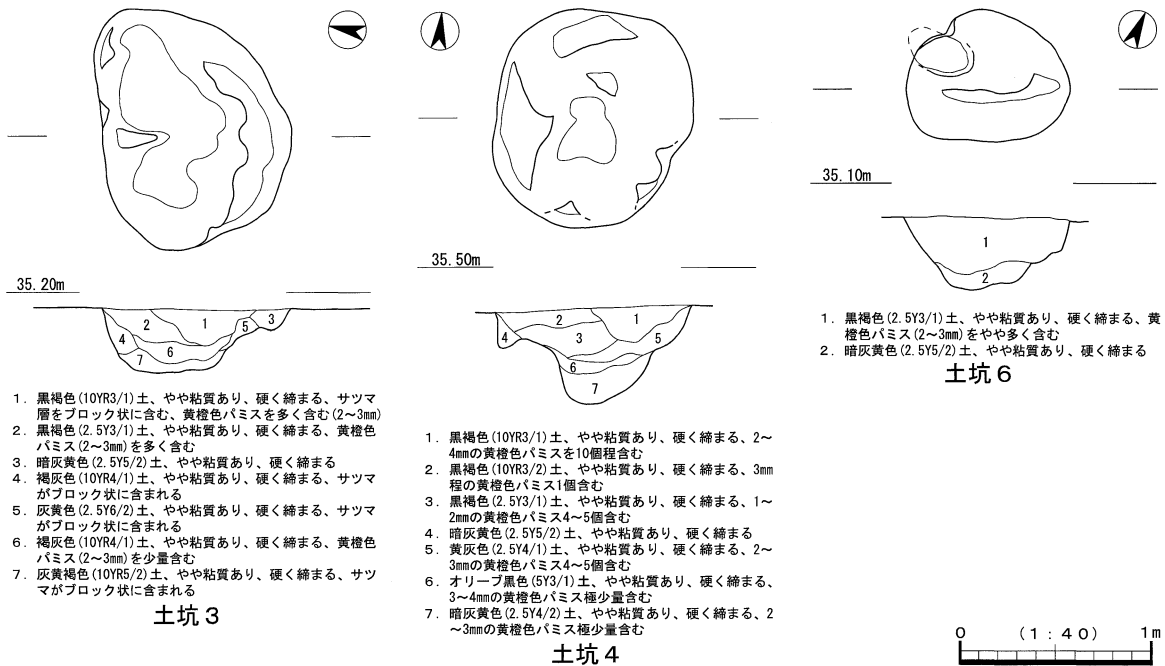 35.20m
2
1
5
3
4
6
7
1. 黒褐色(10YR3/1)土、やや粘質あり、硬く締まる、サツマ
層をブロック状に含む、黄橙色パミスを多く含む(2〜3㎜)
2. 黒褐色(2.5Y3/1)土、やや粘質あり、硬く締まる、黄橙色
パミス(2〜3㎜)を多く含む
3. 暗灰黄色(2.5Y5/2)土、やや粘質あり、硬く締まる
4. 褐灰色(10YR4/1)土、やや粘質あり、硬く締まる、サツマ
がブロック状に含まれる
5. 灰黄色(2.5Y6/2)土、やや粘質あり、硬く締まる、サツマ
がブロック状に含まれる
6. 褐灰色(10YR4/1)土、やや粘質あり、硬く締まる、黄橙色
パミス(2〜3㎜)を少量含む
7. 灰黄褐色(10YR5/2)土、やや粘質あり、硬く締まる、サツ
マがブロック状に含まれる
土坑3
35.50m
2
1
4
3
5
6
7
1. 黒褐色(10YR3/1)土、やや粘質あり、硬く締まる、2〜
4㎜の黄橙色パミスを10個程含む
2. 黒褐色(10YR3/2)土、やや粘質あり、硬く締まる、3㎜
程の黄橙色パミス1個含む
3. 黒褐色(2.5Y3/1)土、やや粘質あり、硬く締まる、1〜
2㎜の黄橙色パミス4〜5個含む
4. 暗灰黄色(2.5Y5/2)土、やや粘質あり、硬く締まる
5. 黄灰色(2.5Y4/1)土、やや粘質あり、硬く締まる、2〜
3㎜の黄橙色パミス4〜5個含む
6. オリーブ黒色(5Y3/1)土、やや粘質あり、硬く締まる、
3〜4㎜の黄橙色パミス極少量含む
7. 暗灰黄色(2.5Y4/2)土、やや粘質あり、硬く締まる、2
〜3㎜の黄橙色パミス極少量含む
土坑4
35.10m
1
2
1. 黒褐色(2.5Y3/1)土、やや粘質あり、硬く締まる、黄
橙色パミス(2〜3㎜)をやや多く含む
2. 暗灰黄色(2.5Y5/2)土、やや粘質あり、硬く締まる
土坑6
0 (1:40) 1m